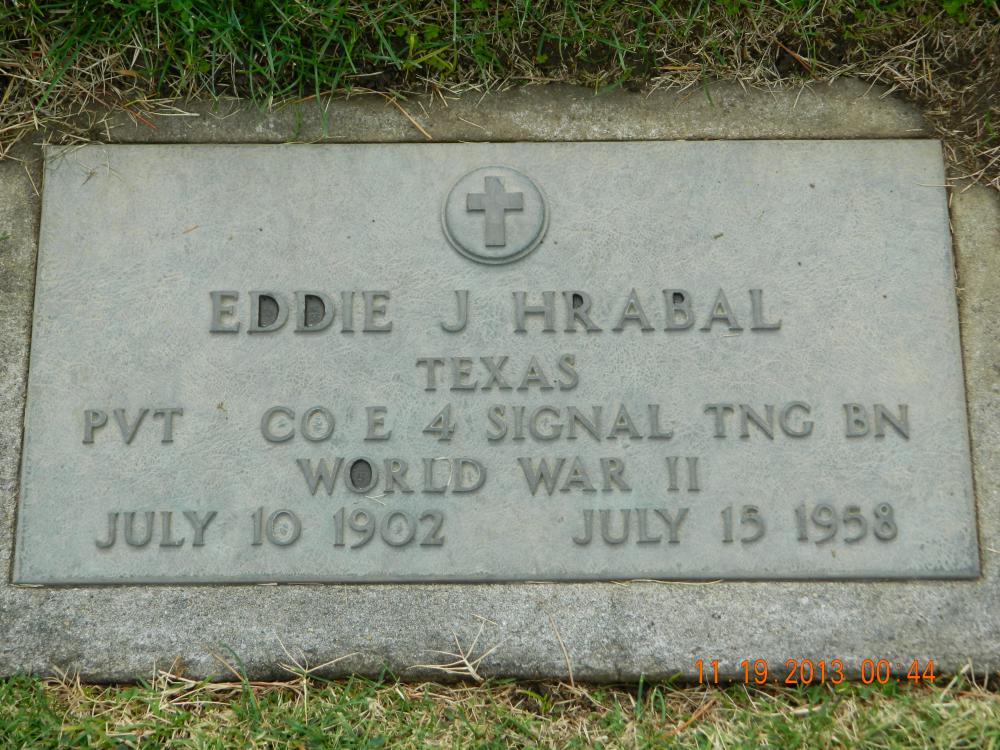 EDDIE J HRABAL
TEXAS
PVT CO E 4 SIGNAL TNG BN
WORLD WAR II
JULY 10 1902 JULY 15 1958
11.19.2013 00:44